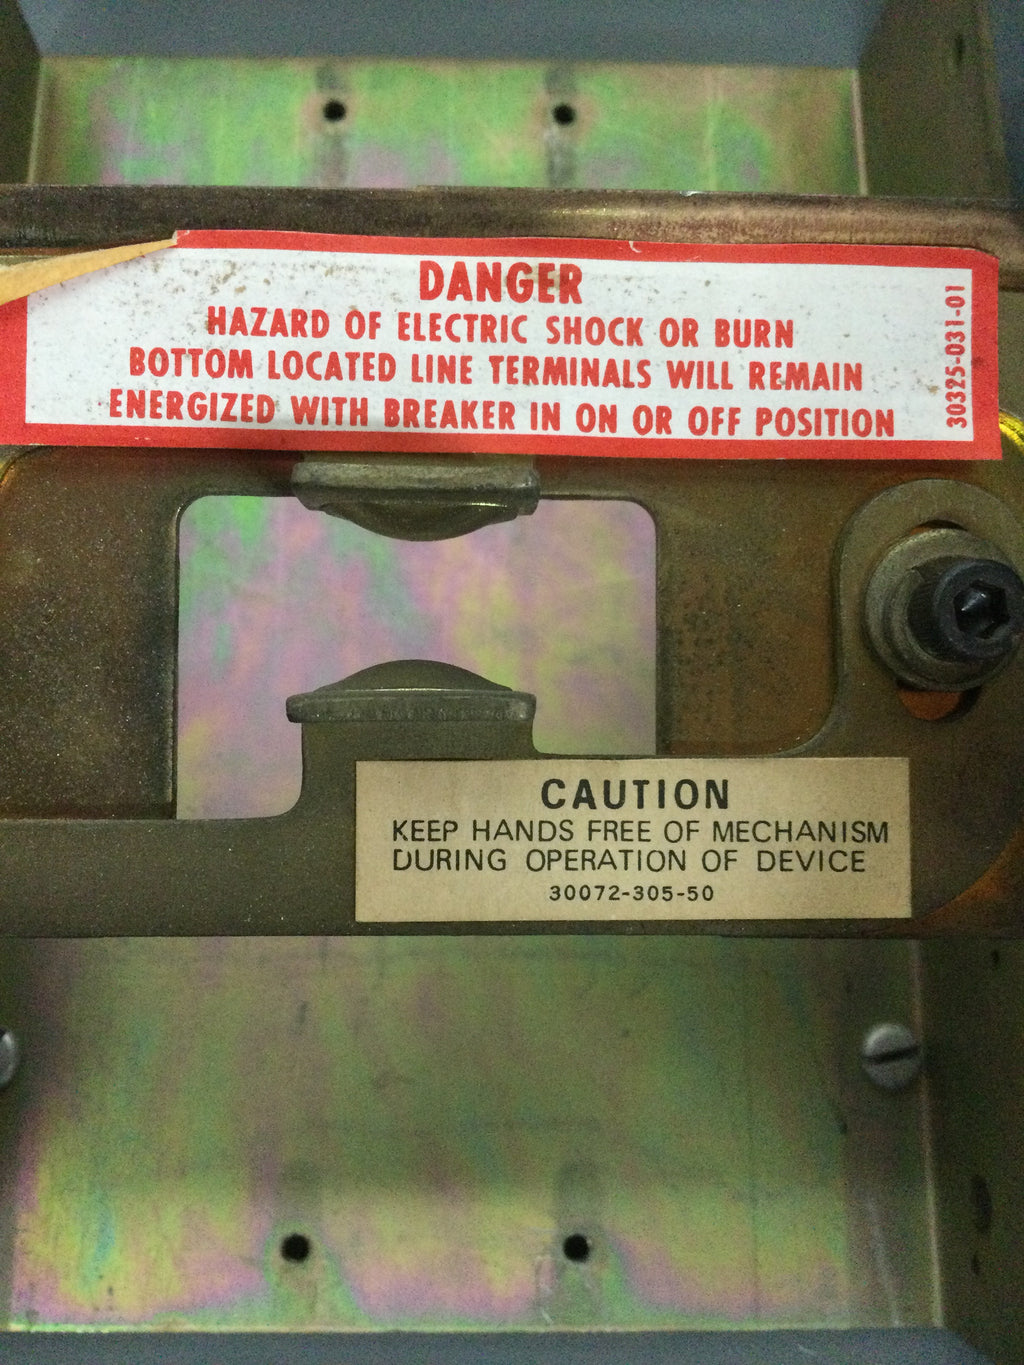 DANGER
HAZARD OF ELECTRIC SHOCK OR BURN
BOTTOM LOCATED LINE TERMINALS WILL REMAIN
ENERGIZED WITH BREAKER IN ON OR OFF POSITION
30325-031-01
CAUTION
KEEP HANDS FREE OF MECHANISM
DURING OPERATION OF DEVICE
30072-305-50